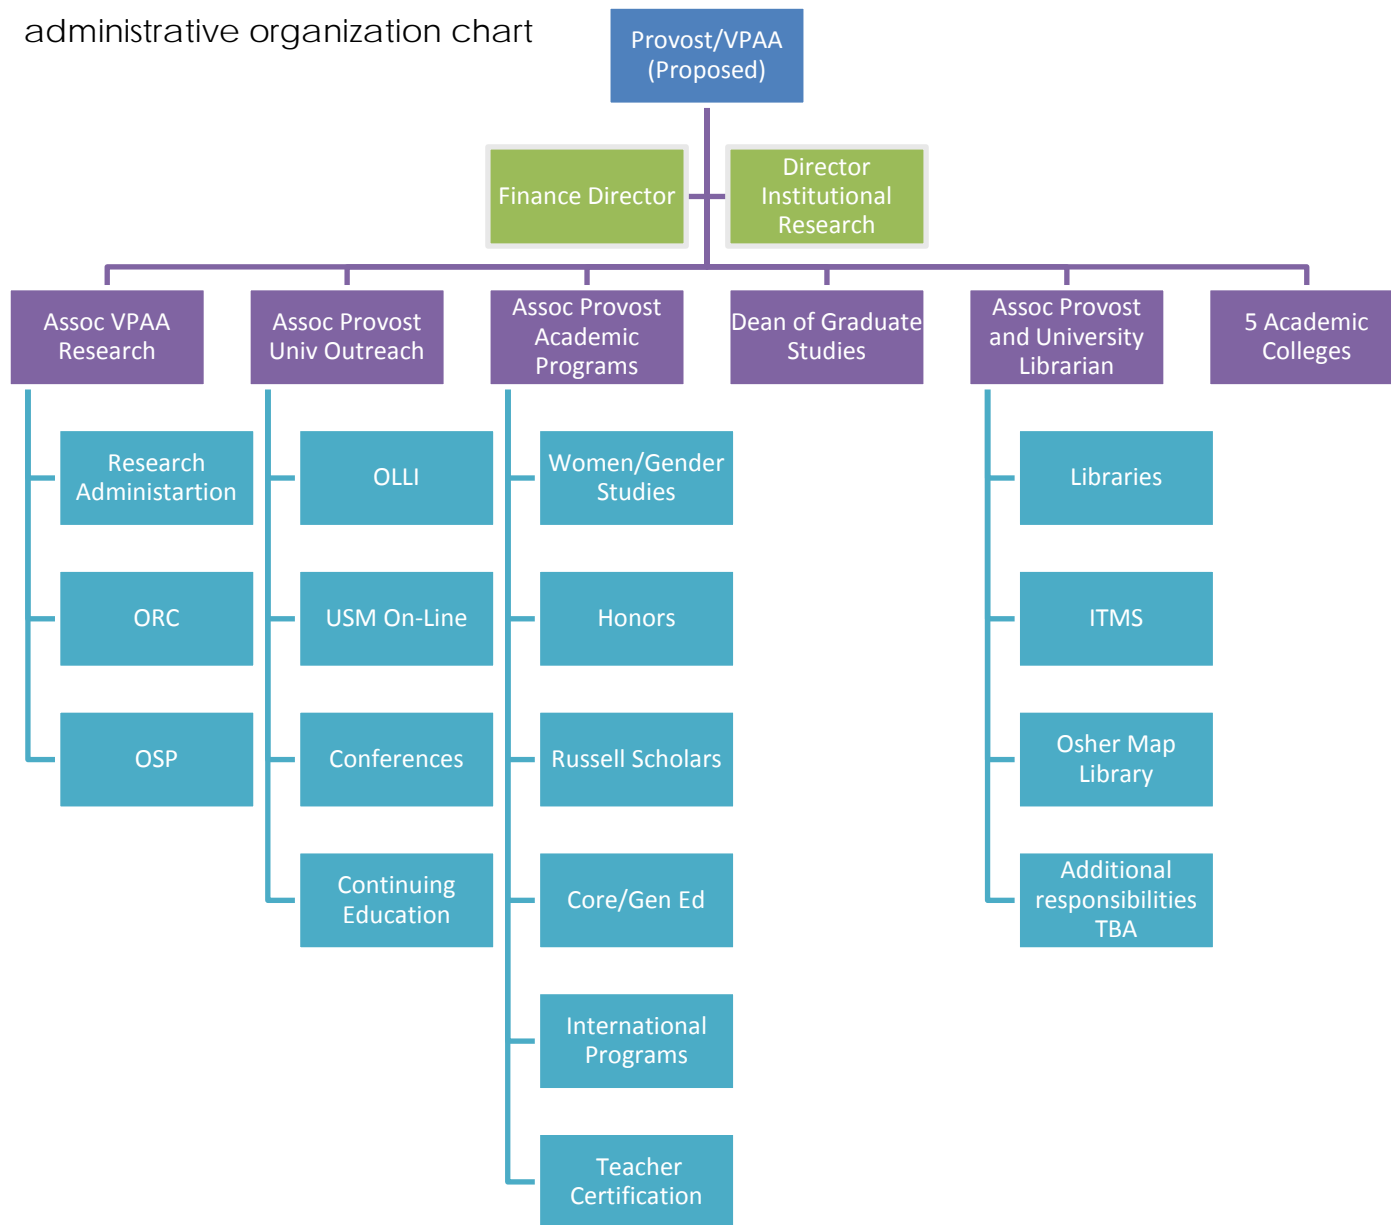 administrative organization chart
Provost/VPAA
(Proposed)
Finance Director
Director
Institutional
Research
Assoc VPAA
Research
Assoc Provost
Univ Outreach
Assoc Provost
Academic
Programs
Dean of Graduate
Studies
Assoc Provost
and University
Librarian
5 Academic
Colleges
Research
Administartion
ORC
OSP
OLLI
USM On-Line
Conferences
Continuing
Education
Women/Gender
Studies
Honors
Russell Scholars
Core/Gen Ed
International
Programs
Teacher
Certification
Libraries
ITMS
Osher Map
Library
Additional
responsibilities
TBA